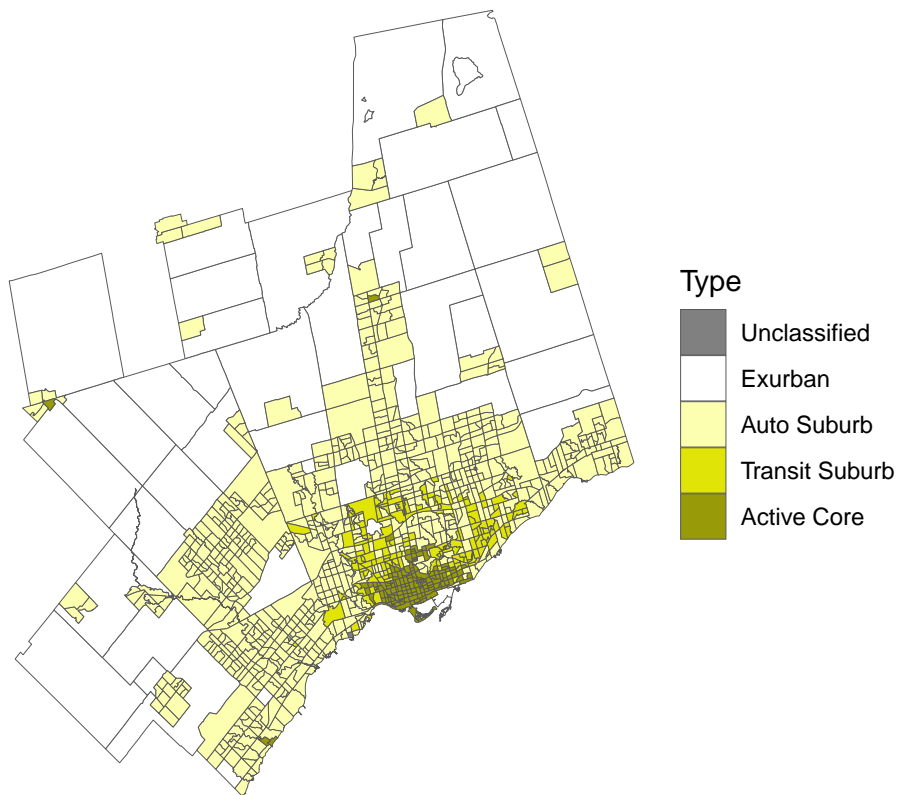 Type
Unclassified
Exurban
Auto Suburb
Transit Suburb
Active Core